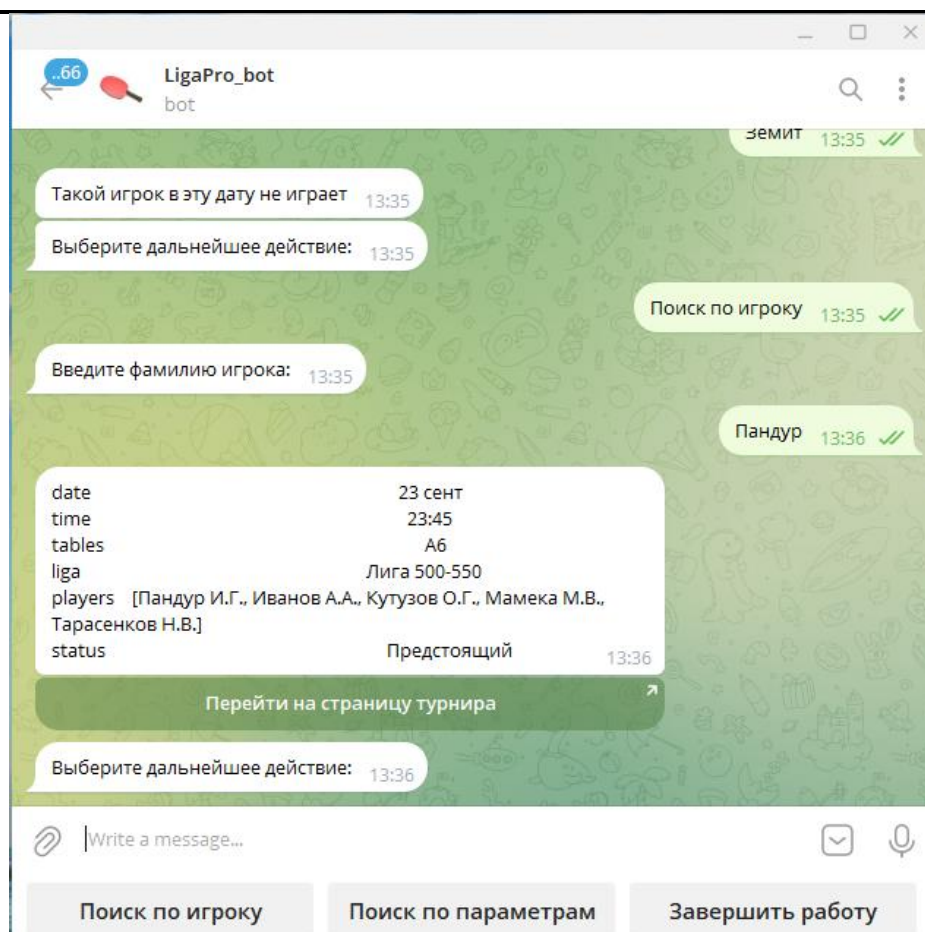 ..66
LigaPro_bot
bot
Земит 13:35
Такой игрок в эту дату не играет 13:35
Выберите дальнейшее действие: 13:35
Поиск по игроку 13:35
Введите фамилию игрока: 13:35
Пандур 13:36
date 23 сент
time 23:45
tables А6
liga Лига 500-550
players [Пандур И.Г., Иванов А.А., Кутузов О.Г., Мамека М.В.,
Тарасенков Н.В.]
status Предстоящий 13:36
Перейти на страницу турнира
Выберите дальнейшее действие: 13:36
Write a message...
Поиск по игроку Поиск по параметрам Завершить работу